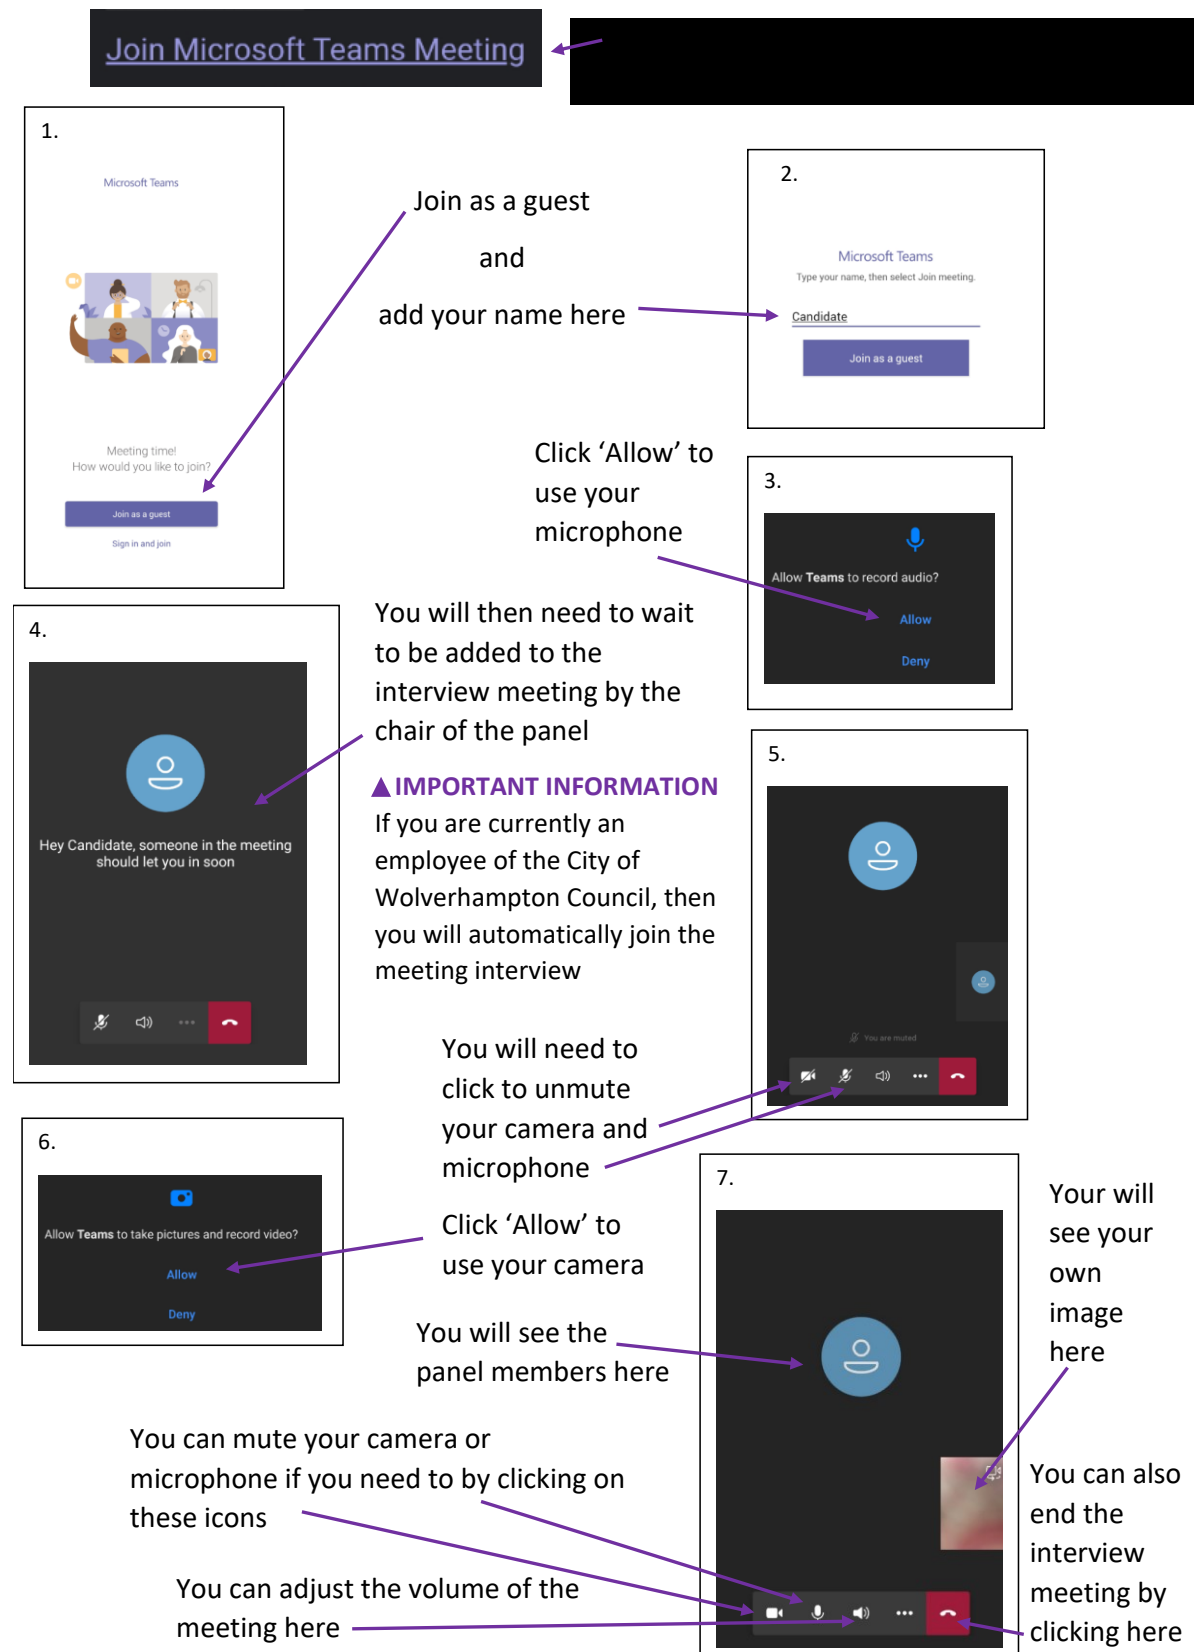 Join Microsoft Teams Meeting
1.
Microsoft Teams
Meeting time!
How would you like to join?
Join as a guest
Sign in and join
Join as a guest
and
add your name here
2.
Microsoft Teams
Type your name, then select Join meeting.
Candidate
Join as a guest
Click ‘Allow’ to
use your
microphone
3.
Allow Teams to record audio?
Allow
Deny
4.
Hey Candidate, someone in the meeting
should let you in soon
You will then need to wait
to be added to the
interview meeting by the
chair of the panel
IMPORTANT INFORMATION
If you are currently an
employee of the City of
Wolverhampton Council, then
you will automatically join the
meeting interview
5.
You are muted
You will need to
click to unmute
your camera and
microphone
6.
Allow Teams to take pictures and record video?
Allow
Deny
Click ‘Allow’ to
use your camera
7.
You will see the
panel members here
Your will
see your
own
image
here
You can mute your camera or
microphone if you need to by clicking on
these icons
You can adjust the volume of the
meeting here
You can also
end the
interview
meeting by
clicking here